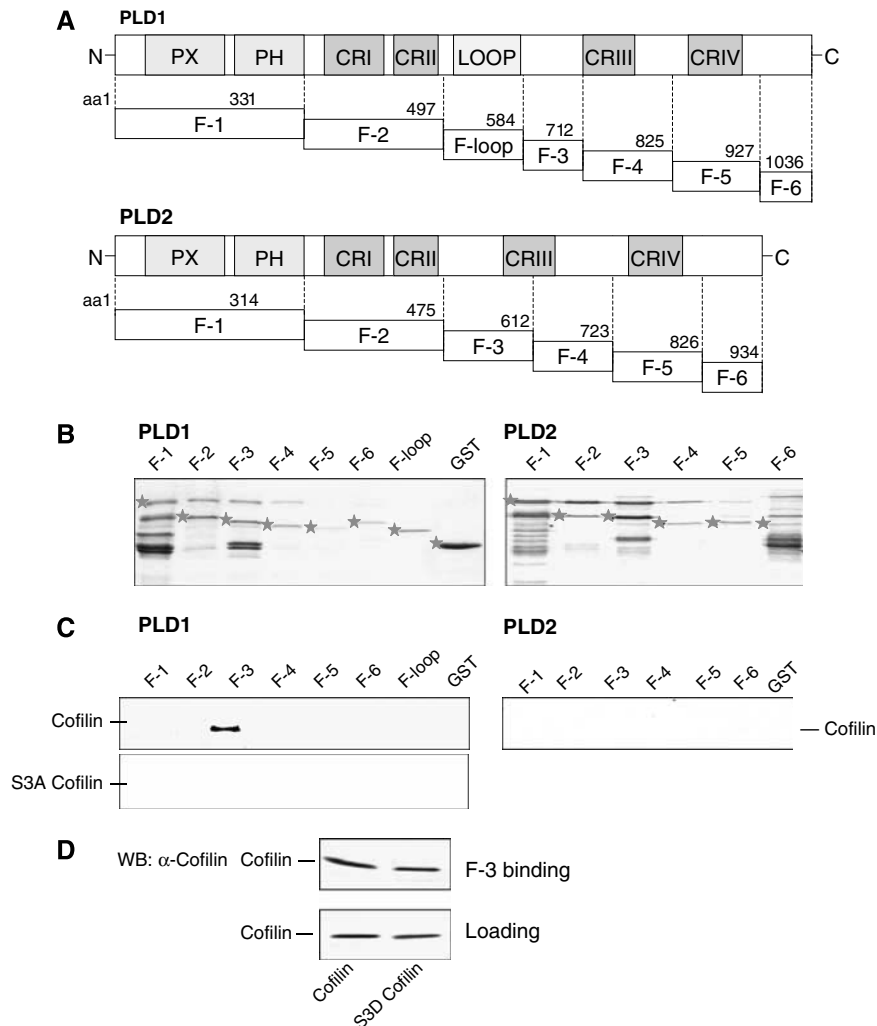 A
PLD1
N
PX PH CRI CRII LOOP CRIII CRIV
C
aa1 331 497 584 712 825 927 1036
F-1 F-2 F-loop F-3 F-4 F-5 F-6
PLD2
N
PX PH CRI CRII CRIII CRIV
C
aa1 314 475 612 723 826 934
F-1 F-2 F-3 F-4 F-5 F-6
B
PLD1
F-1 F-2 F-3 F-4 F-5 F-6 F-loop GST
PLD2
F-1 F-2 F-3 F-4 F-5 F-6
C
PLD1
F-1 F-2 F-3 F-4 F-5 F-6 F-loop GST
Cofilin
S3A Cofilin
PLD2
F-1 F-2 F-3 F-4 F-5 F-6 GST
Cofilin
D
WB: α-Cofilin Cofilin
F-3 binding
Cofilin
Loading
Cofilin S3D Cofilin